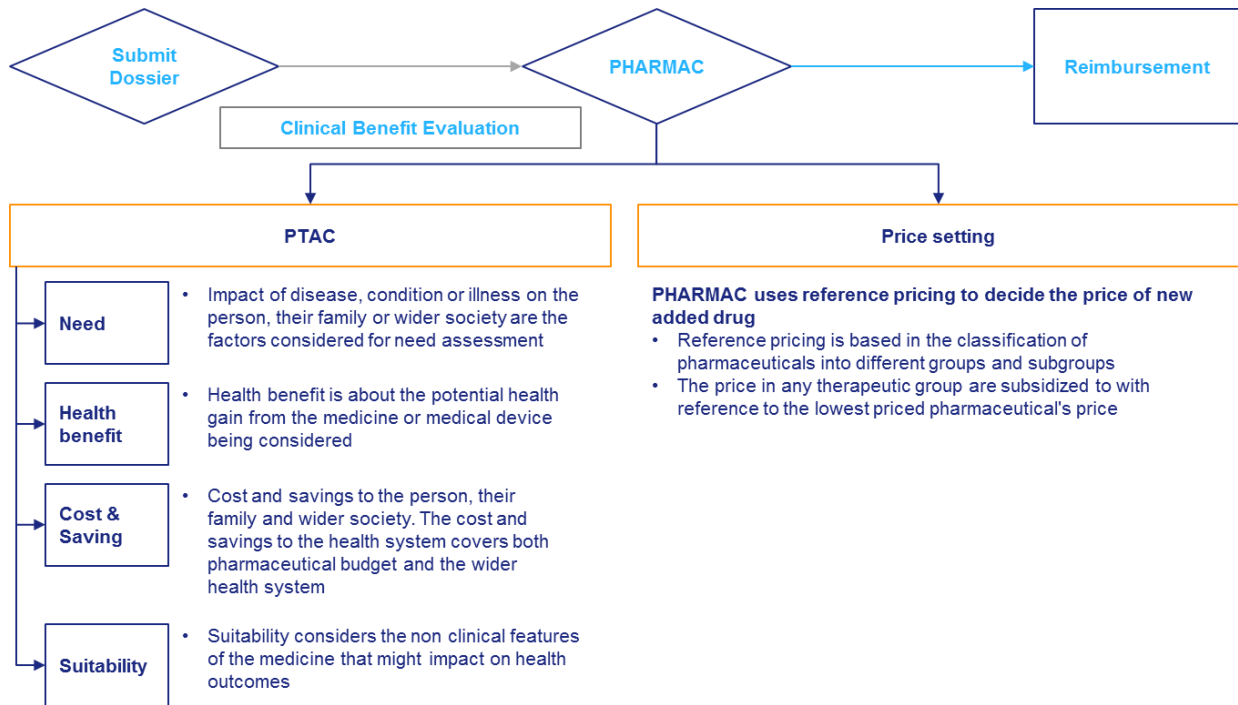 Submit
Dossier
PHARMAC
Reimbursement
Clinical Benefit Evaluation
PTAC
Price setting
Need
• Impact of disease, condition or illness on the
person, their family or wider society are the
factors considered for need assessment
Health
benefit
• Health benefit is about the potential health
gain from the medicine or medical device
being considered
Cost &
Saving
• Cost and savings to the person, their
family and wider society. The cost and
savings to the health system covers both
pharmaceutical budget and the wider
health system
Suitability
• Suitability considers the non clinical features
of the medicine that might impact on health
outcomes
PHARMAC uses reference pricing to decide the price of new
added drug
• Reference pricing is based in the classification of
pharmaceuticals into different groups and subgroups
• The price in any therapeutic group are subsidized to with
reference to the lowest priced pharmaceutical's price